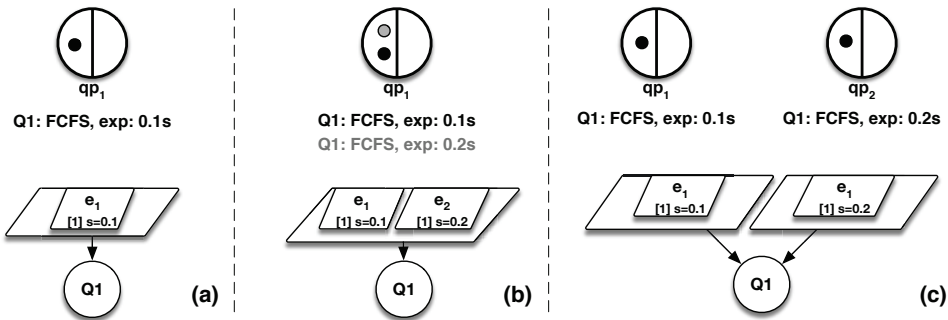 qp1
Q1: FCFS, exp: 0.1s
e1
[1] s=0.1
Q1
(a)
qp1
Q1: FCFS, exp: 0.1s
Q1: FCFS, exp: 0.2s
e1
[1] s=0.1
e2
[1] s=0.2
Q1
(b)
qp1
Q1: FCFS, exp: 0.1s
qp2
Q1: FCFS, exp: 0.2s
e1
[1] s=0.1
e1
[1] s=0.2
Q1
(c)